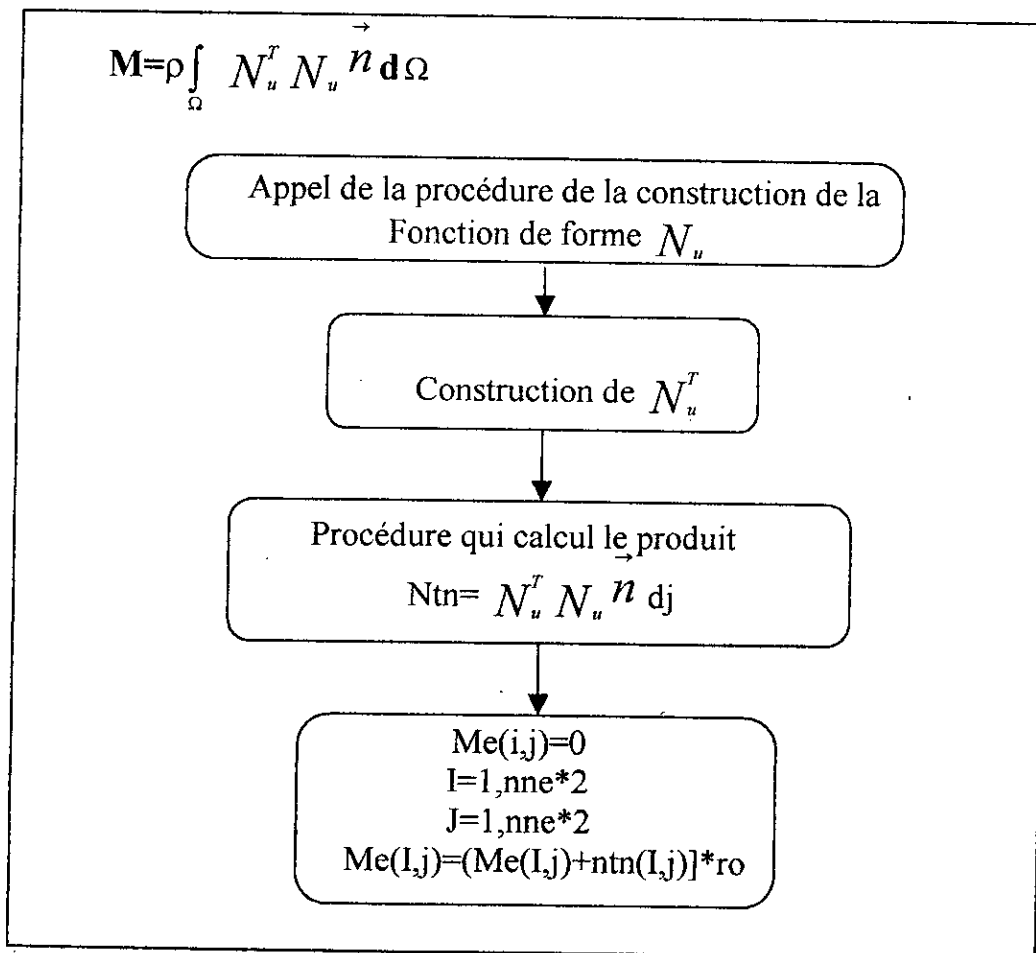 M=ρ∫ N_u^T N_u n⃗ dΩ
Ω
Appel de la procédure de la construction de la
Fonction de forme N_u
Construction de N_u^T
Procédure qui calcul le produit
Ntn= N_u^T N_u n⃗ dj
Me(i,j)=0
I=1,nne*2
J=1,nne*2
Me(I,j)=(Me(I,j)+ntn(I,j)]*ro